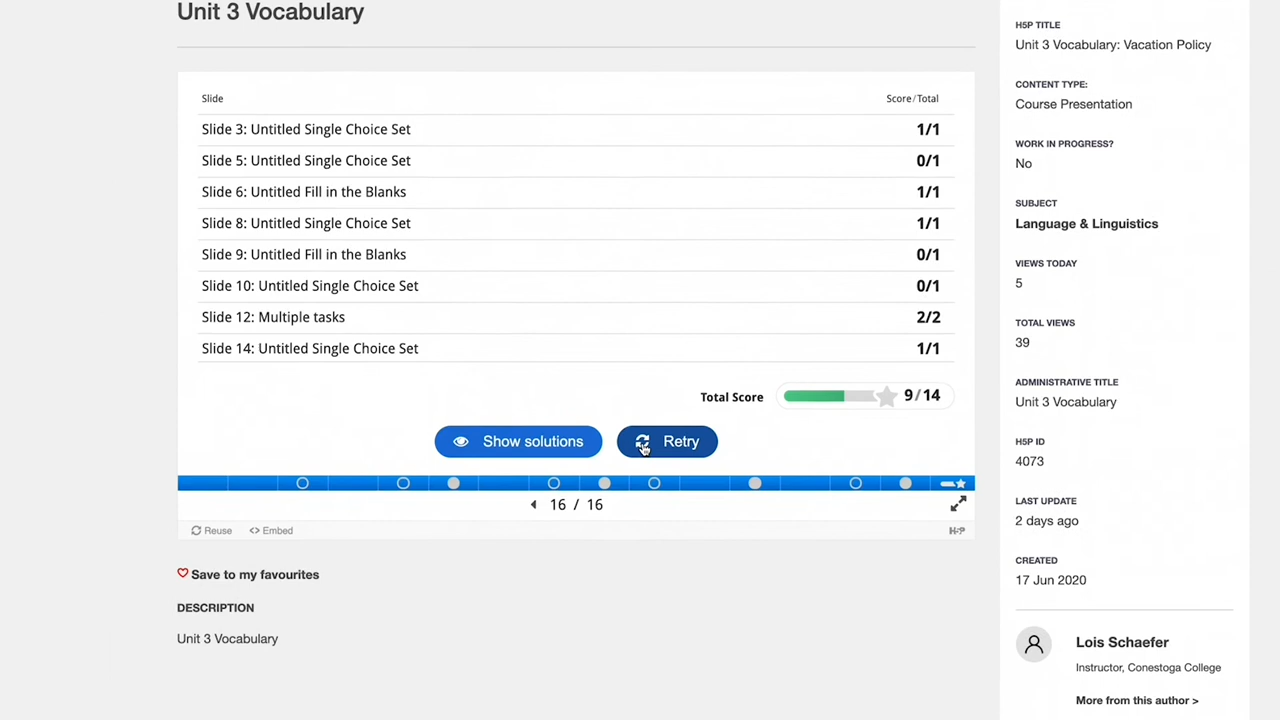 Unit 3 Vocabulary
Slide Score/Total
Slide 3: Untitled Single Choice Set 1/1
Slide 5: Untitled Single Choice Set 0/1
Slide 6: Untitled Fill in the Blanks 1/1
Slide 8: Untitled Single Choice Set 1/1
Slide 9: Untitled Fill in the Blanks 0/1
Slide 10: Untitled Single Choice Set 0/1
Slide 12: Multiple tasks 2/2
Slide 14: Untitled Single Choice Set 1/1
Total Score 9/14
Show solutions Retry
16 / 16
Reuse <> Embed H5P
Save to my favourites
DESCRIPTION
Unit 3 Vocabulary
H5P TITLE
Unit 3 Vocabulary: Vacation Policy
CONTENT TYPE:
Course Presentation
WORK IN PROGRESS?
No
SUBJECT
Language & Linguistics
VIEWS TODAY
5
TOTAL VIEWS
39
ADMINISTRATIVE TITLE
Unit 3 Vocabulary
H5P ID
4073
LAST UPDATE
2 days ago
CREATED
17 Jun 2020
Lois Schaefer
Instructor, Conestoga College
More from this author >